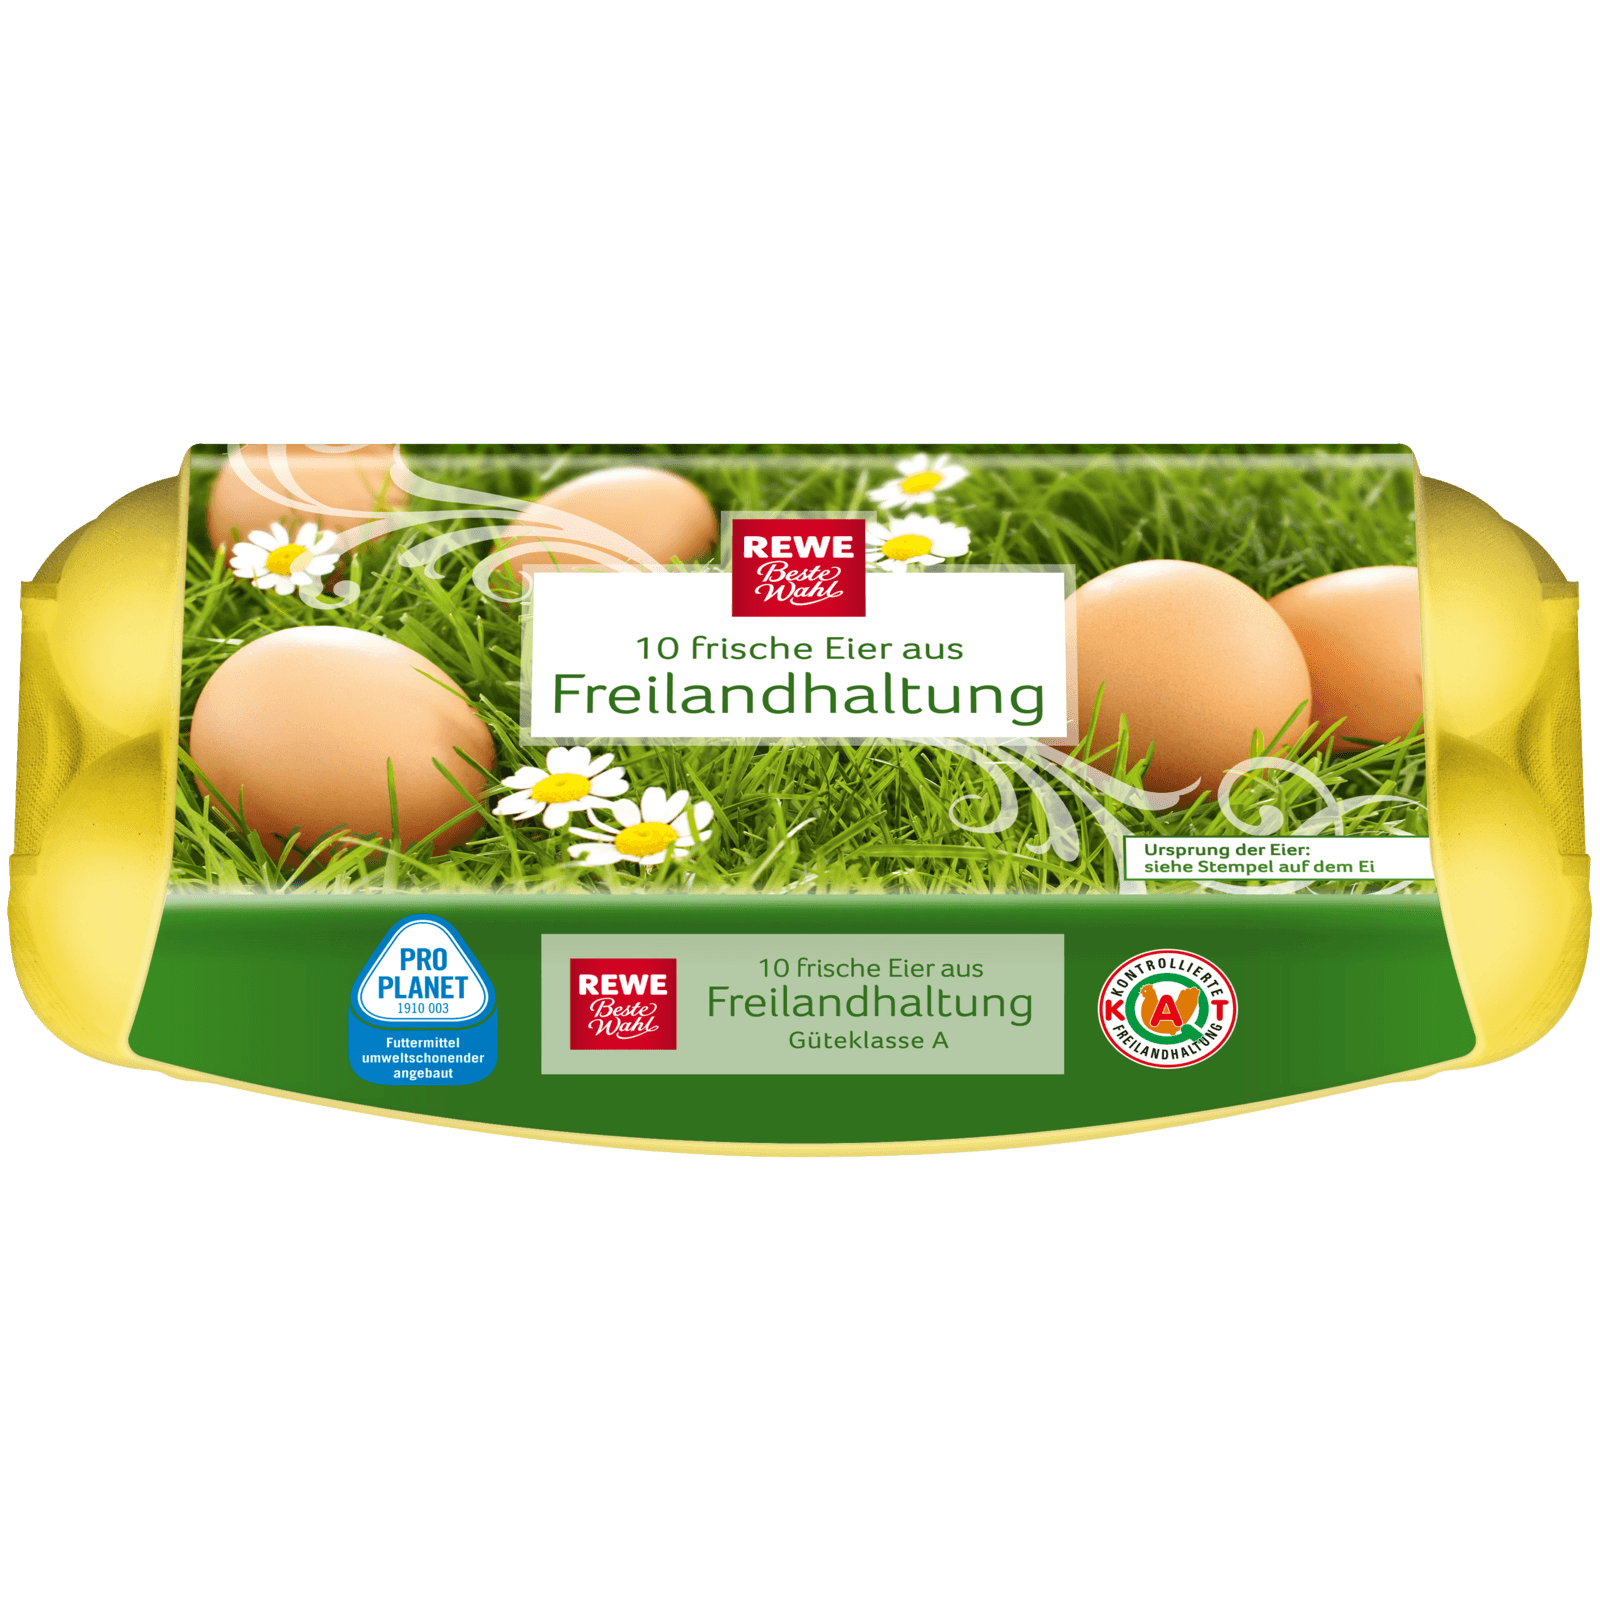 REWE
Beste
Wahl
10 frische Eier aus
Freilandhaltung
Ursprung der Eier:
siehe Stempel auf dem Ei
PRO
PLANET
1910 003
Futtermittel
umweltschonender
angebaut
REWE
Beste
Wahl
10 frische Eier aus
Freilandhaltung
Güteklasse A
KONTROLLIERTE
KAT
FREILANDHALTUNG